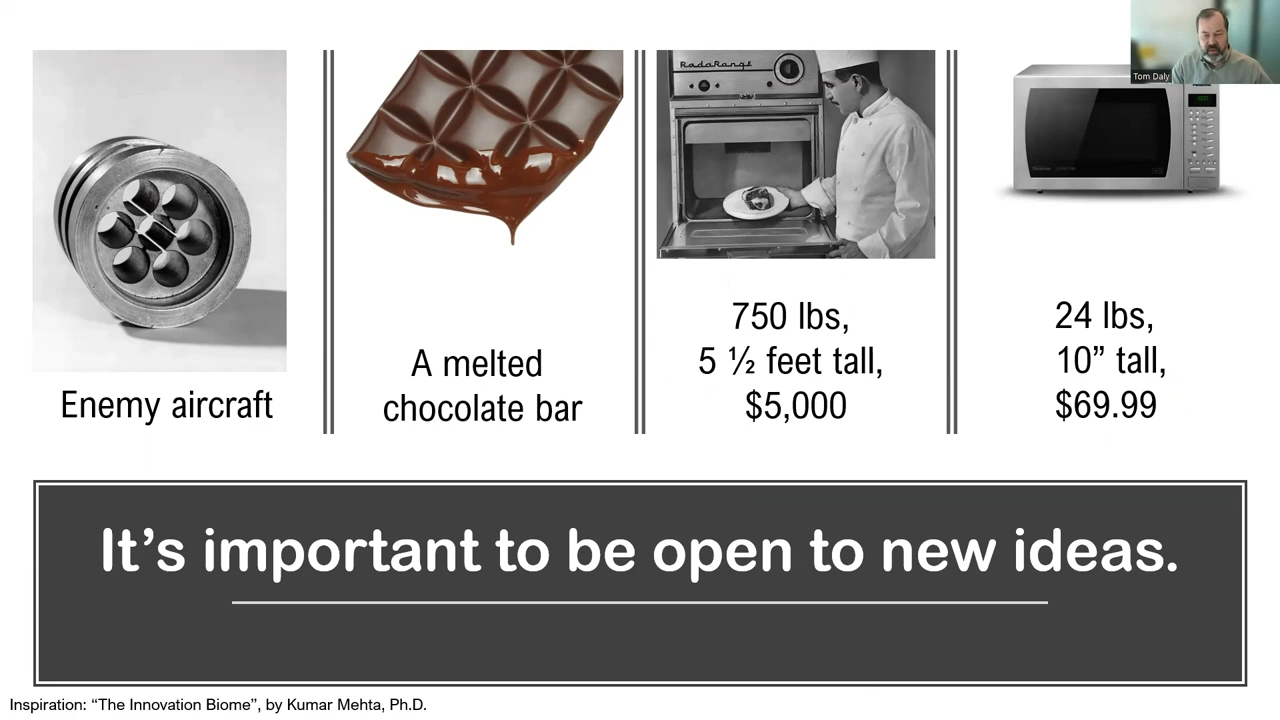 RadaRange
Tom Daly
Enemy aircraft
A melted
chocolate bar
750 lbs,
5 ½ feet tall,
$5,000
24 lbs,
10” tall,
$69.99
It’s important to be open to new ideas.
Inspiration: “The Innovation Biome”, by Kumar Mehta, Ph.D.